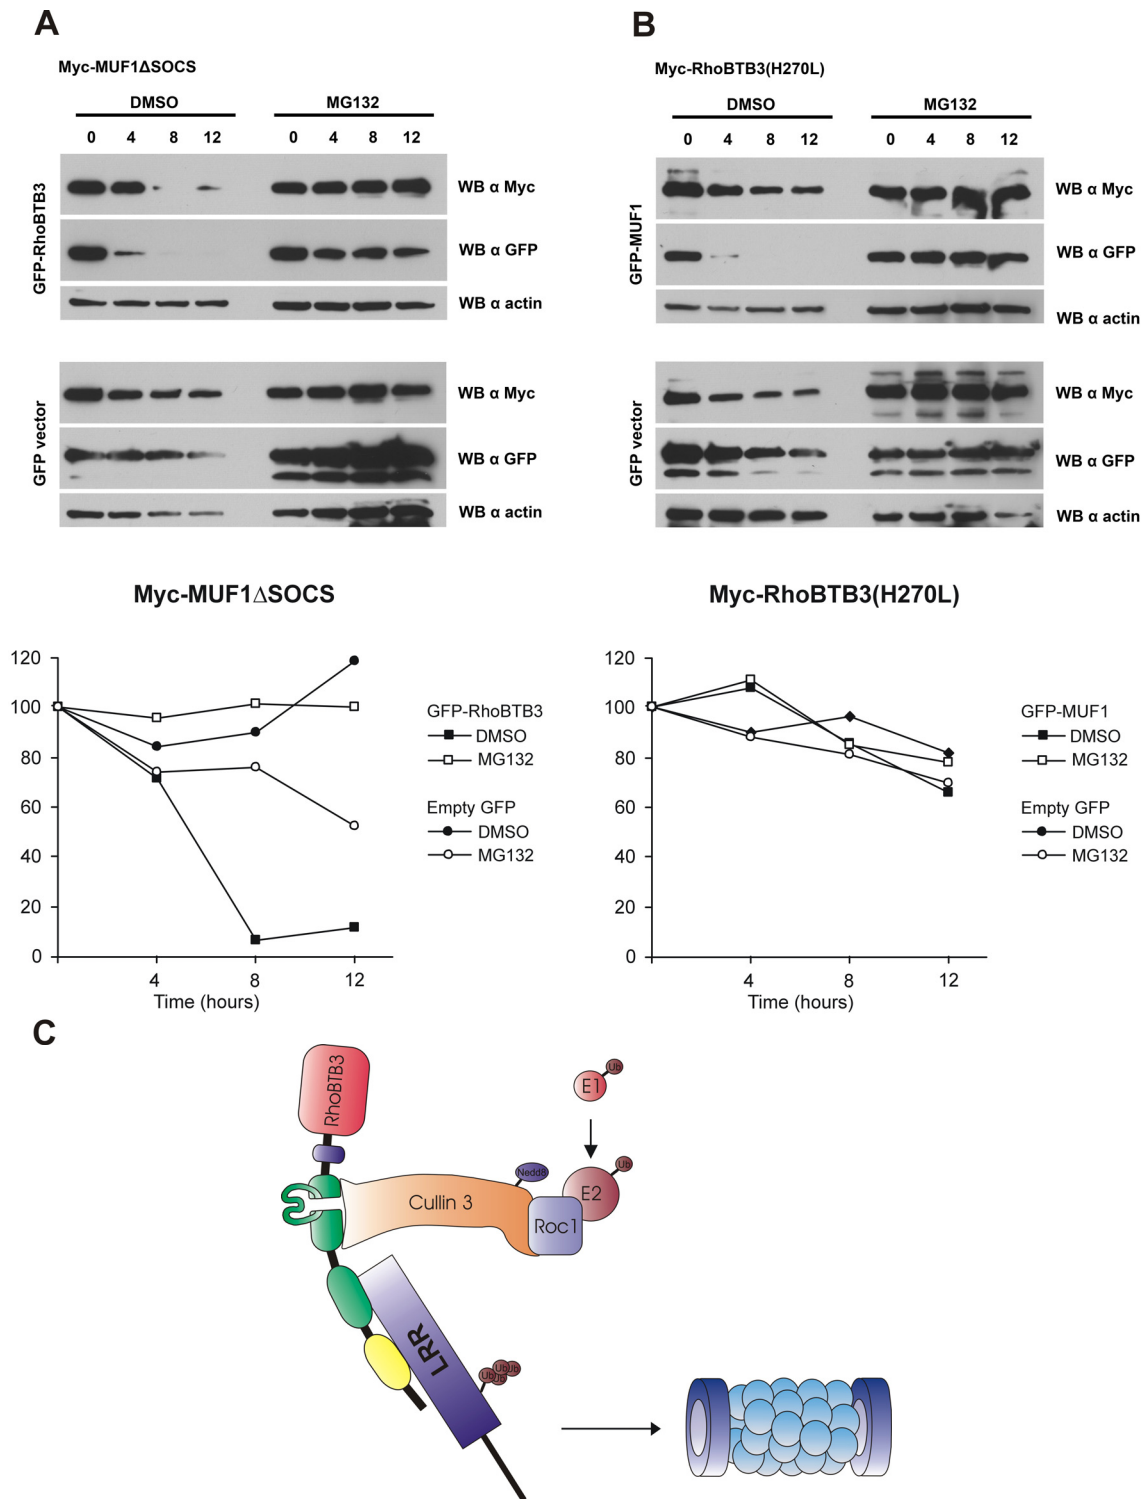 A
Myc-MUF1ΔSOCS
DMSO MG132
0 4 8 12 0 4 8 12
GFP-RhoBTB3
WB α Myc
WB α GFP
WB α actin
GFP vector
WB α Myc
WB α GFP
WB α actin
B
Myc-RhoBTB3(H270L)
DMSO MG132
0 4 8 12 0 4 8 12
GFP-MUF1
WB α Myc
WB α GFP
WB α actin
GFP vector
WB α Myc
WB α GFP
WB α actin
Myc-MUF1ΔSOCS
120
100
80
60
40
20
0
4 8 12
Time (hours)
GFP-RhoBTB3
DMSO
MG132
Empty GFP
DMSO
MG132
Myc-RhoBTB3(H270L)
120
100
80
60
40
20
0
4 8 12
Time (hours)
GFP-MUF1
DMSO
MG132
Empty GFP
DMSO
MG132
C
RhoBTB3
E1
Ub
Nedd8
Ub
E2
Cullin 3
Roc1
LRR
Ub
Ub
Ub
Ub